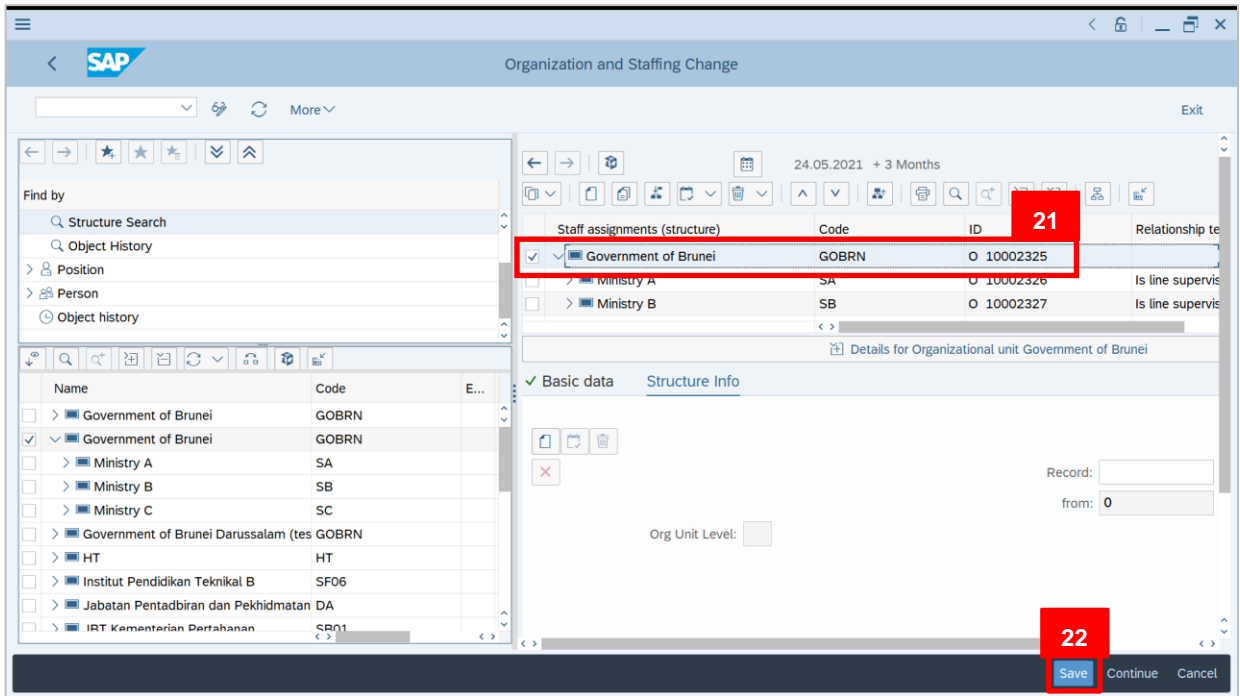 SAP
Organization and Staffing Change
More
Exit
Find by
Structure Search
Object History
Position
Person
Object history
24.05.2021 + 3 Months
21
Staff assignments (structure) Code ID Relationship te
Government of Brunei GOBRN O 10002325
Ministry A SA O 10002326 Is line supervis
Ministry B SB O 10002327 Is line supervis
Details for Organizational unit Government of Brunei
Name Code E...
Government of Brunei GOBRN
Government of Brunei GOBRN
Ministry A SA
Ministry B SB
Ministry C SC
Government of Brunei Darussalam (tes GOBRN
HT HT
Institut Pendidikan Teknikal B SF06
Jabatan Pentadbiran dan Pekhidmatan DA
JBT Kementerian Pertahanan SB01
Basic data Structure Info
Record:
from: 0
Org Unit Level:
22
Save Continue Cancel